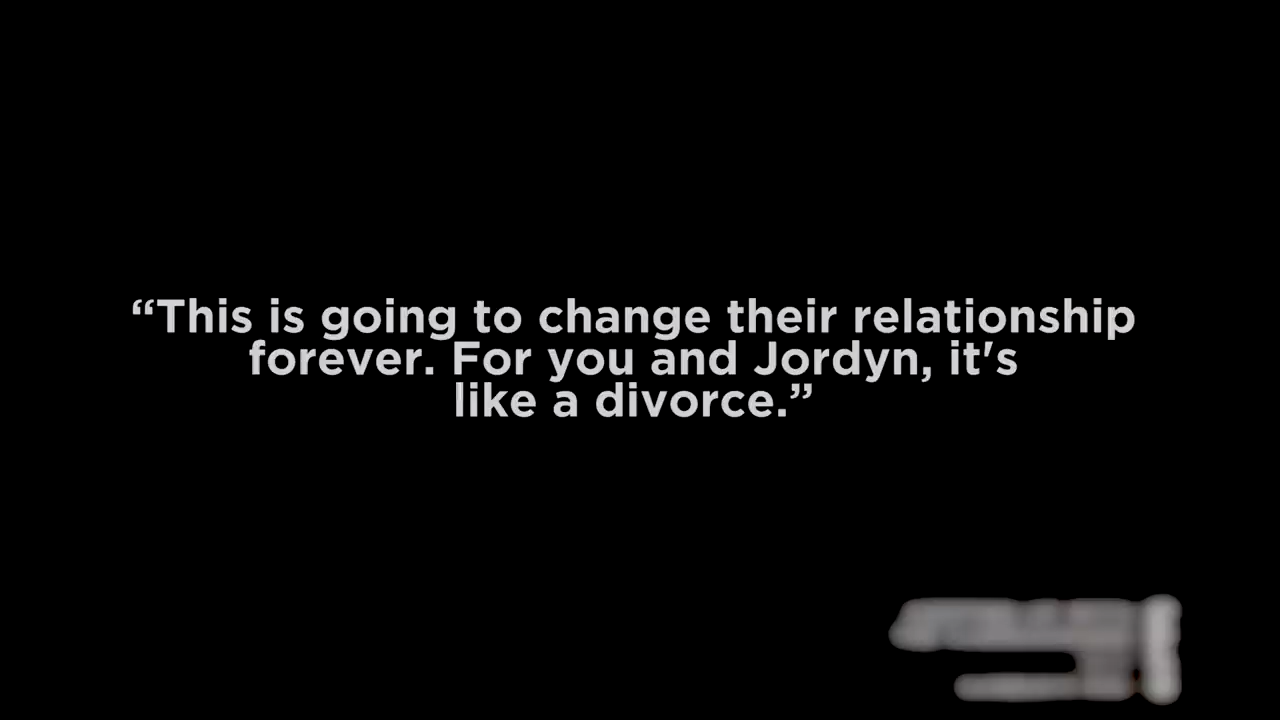 “This is going to change their relationship
forever. For you and Jordyn, it's
like a divorce.”